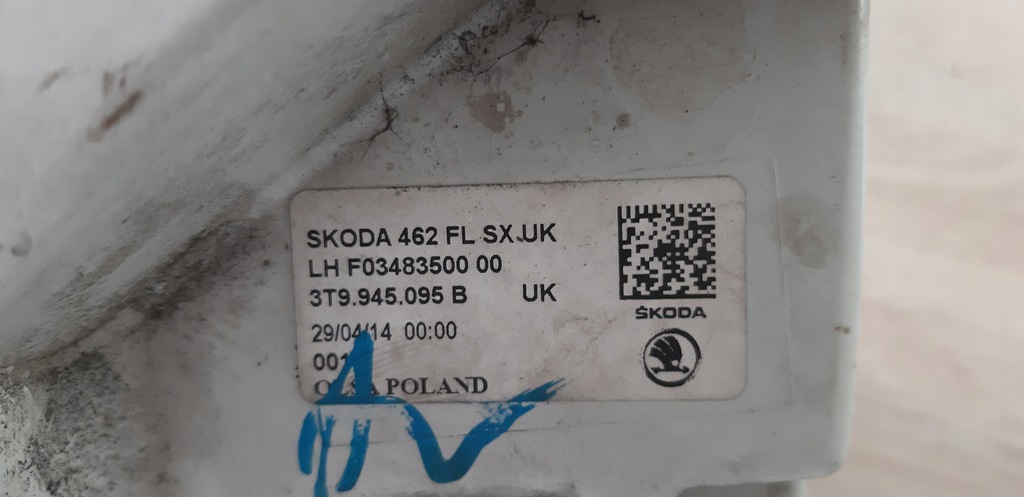 SKODA 462 FL SX.UK
LH F03483500 00
3T9.945.095 B UK
29/04/14 00:00
POLAND
ŠKODA